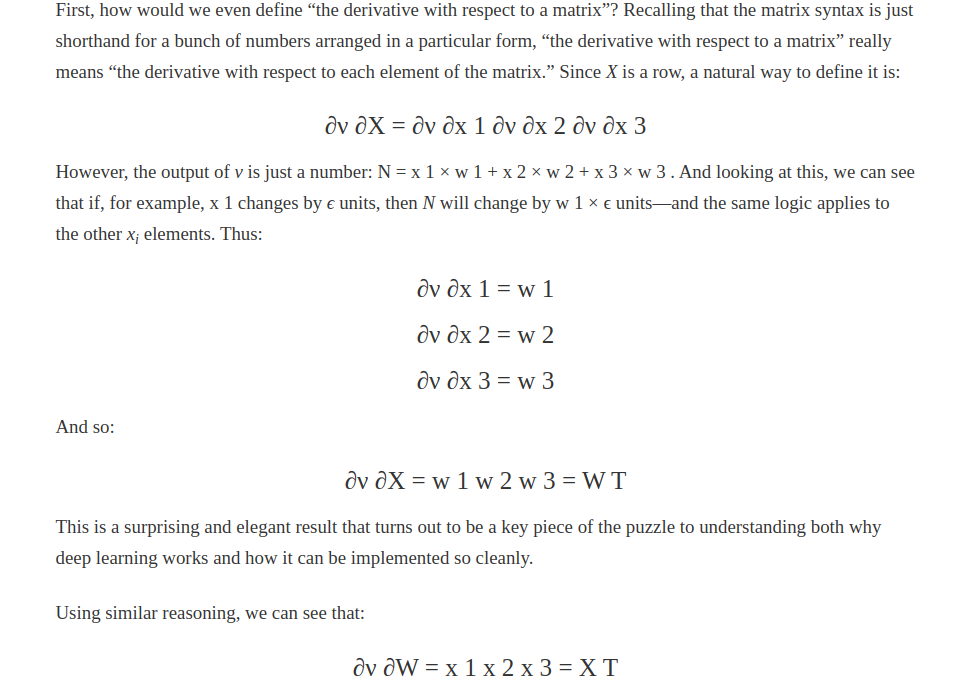 First, how would we even define “the derivative with respect to a matrix”? Recalling that the matrix syntax is just
shorthand for a bunch of numbers arranged in a particular form, “the derivative with respect to a matrix” really
means “the derivative with respect to each element of the matrix.” Since X is a row, a natural way to define it is:
∂ν ∂X = ∂ν ∂x 1 ∂ν ∂x 2 ∂ν ∂x 3
However, the output of ν is just a number: N = x 1 × w 1 + x 2 × w 2 + x 3 × w 3 . And looking at this, we can see
that if, for example, x 1 changes by ϵ units, then N will change by w 1 × ϵ units—and the same logic applies to
the other xᵢ elements. Thus:
∂ν ∂x 1 = w 1
∂ν ∂x 2 = w 2
∂ν ∂x 3 = w 3
And so:
∂ν ∂X = w 1 w 2 w 3 = W T
This is a surprising and elegant result that turns out to be a key piece of the puzzle to understanding both why
deep learning works and how it can be implemented so cleanly.
Using similar reasoning, we can see that:
∂ν ∂W = x 1 x 2 x 3 = X T